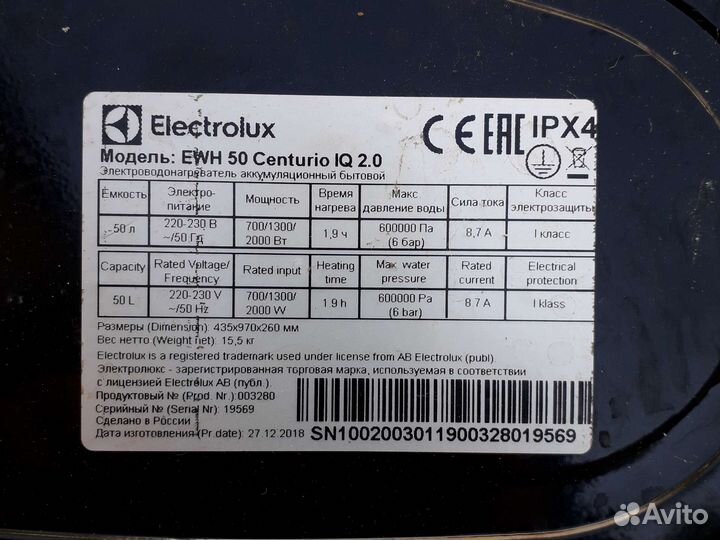 Electrolux
CE EAC IPX4
Модель: EWH 50 Centurio IQ 2.0
Электроводонагреватель аккумуляционный бытовой
Ёмкость Электро-питание Мощность Время нагрева Макс давление воды Сила тока Класс электрозащиты
50 л 220-230 В ~/50 Гц 700/1300/2000 Вт 1,9 ч 600000 Па (6 бар) 8,7 А I класс
Capacity Rated Voltage/Frequency Rated input Heating time Max water pressure Rated current Electrical protection
50 L 220-230 V ~/50 Hz 700/1300/2000 W 1.9 h 600000 Pa (6 bar) 8.7 A I klass
Размеры (Dimension): 435x970x260 мм
Вес нетто (Weight net): 15,5 кг
Electrolux is a registered trademark used under license from AB Electrolux (publ).
Электролюкс - зарегистрированная торговая марка, используемая в соответствии
с лицензией Electrolux AB (публ.)
Продуктовый № (Prod. Nr.):003280
Серийный № (Serial Nr): 19569
Сделано в России
Дата изготовления (Pr.date): 27.12.2018
SN1002003011900328019569
Avito